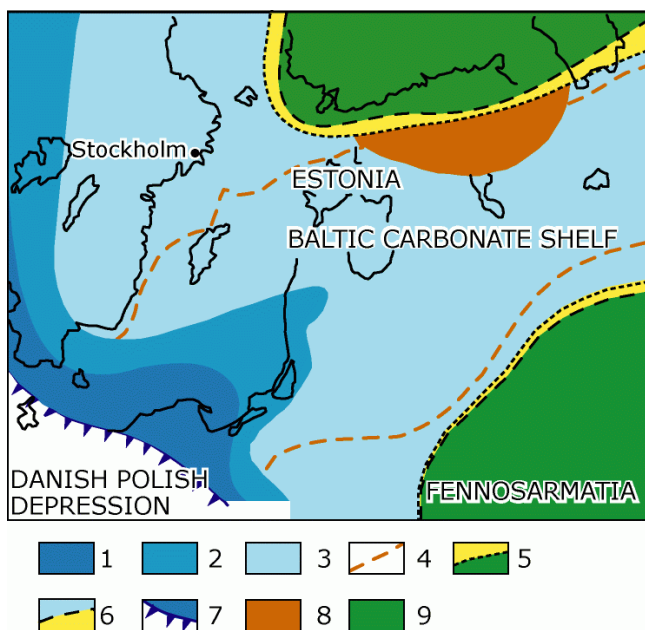 Stockholm
ESTONIA
BALTIC CARBONATE SHELF
DANISH POLISH
DEPRESSION
FENNOSARMATIA
1 2 3 4 5
6 7 8 9